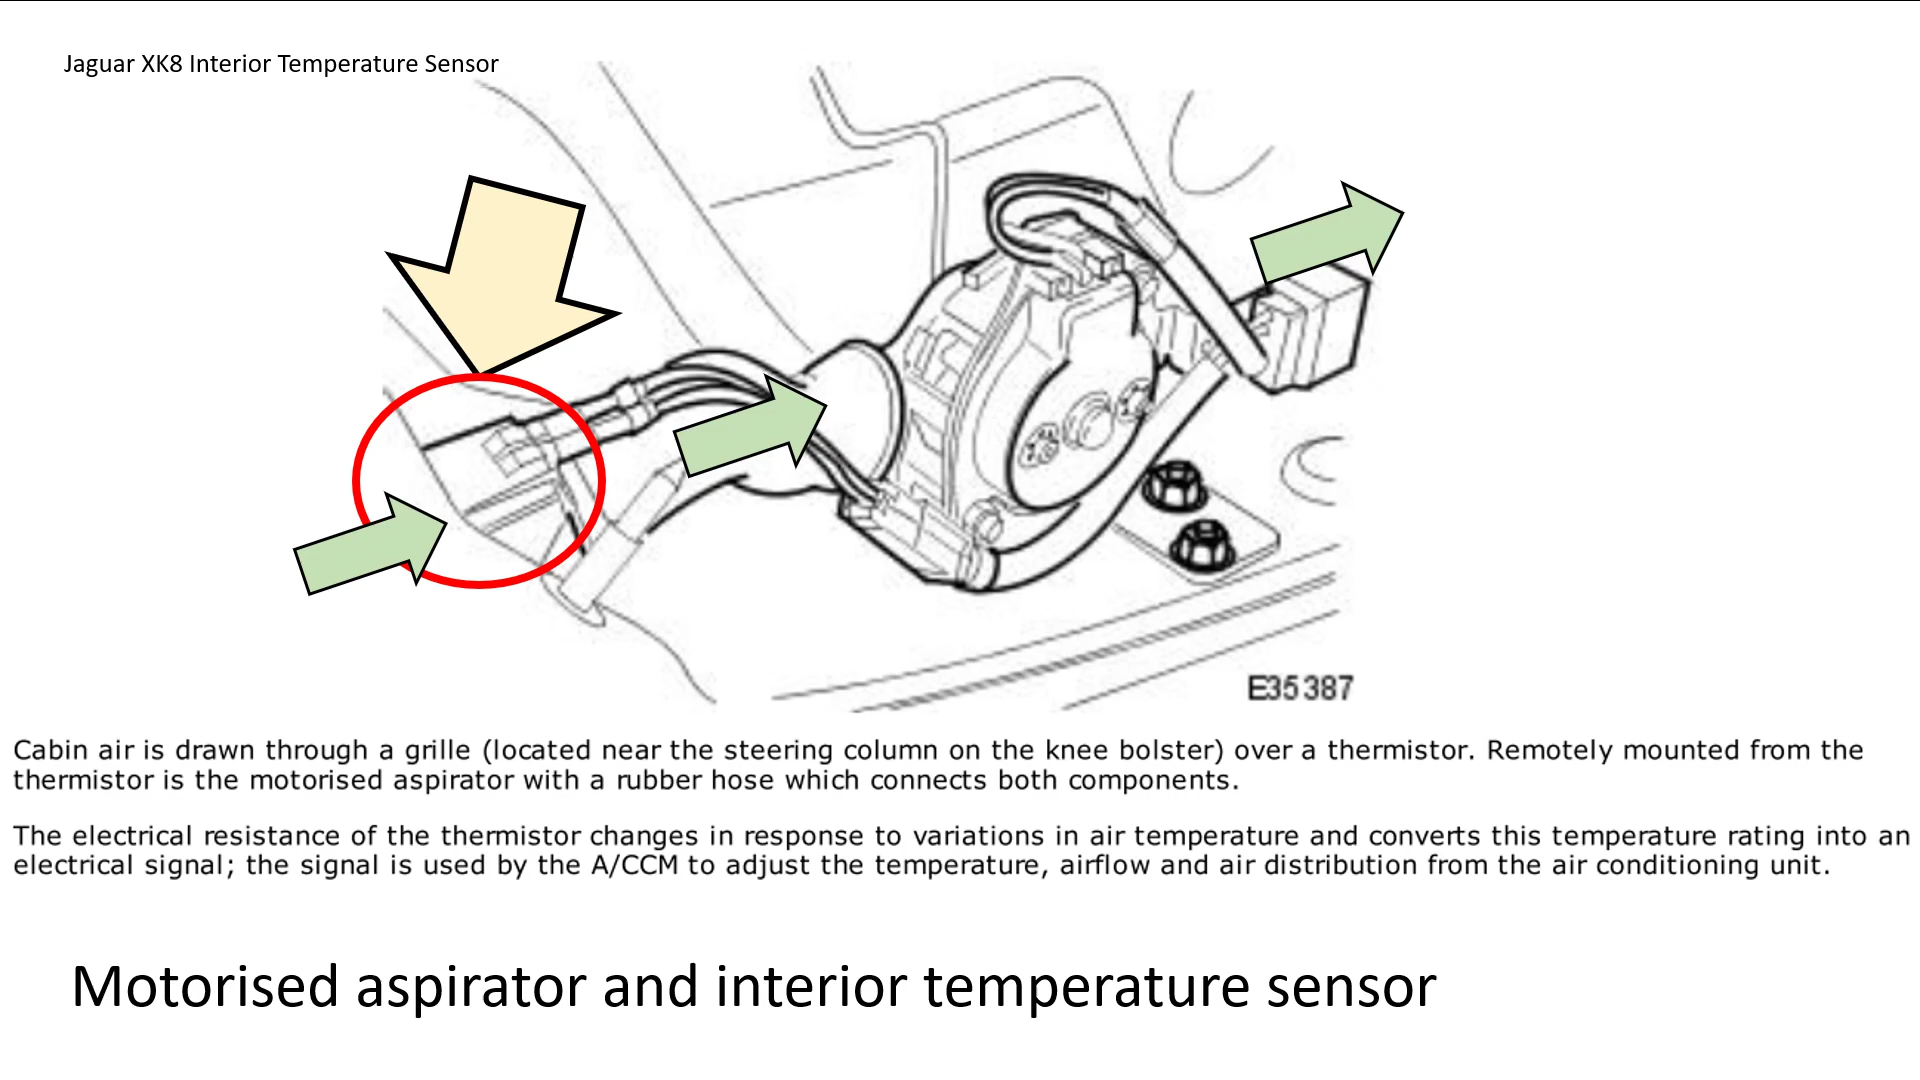 Jaguar XK8 Interior Temperature Sensor
E35387
Cabin air is drawn through a grille (located near the steering column on the knee bolster) over a thermistor. Remotely mounted from the
thermistor is the motorised aspirator with a rubber hose which connects both components.
The electrical resistance of the thermistor changes in response to variations in air temperature and converts this temperature rating into an
electrical signal; the signal is used by the A/CCM to adjust the temperature, airflow and air distribution from the air conditioning unit.
Motorised aspirator and interior temperature sensor